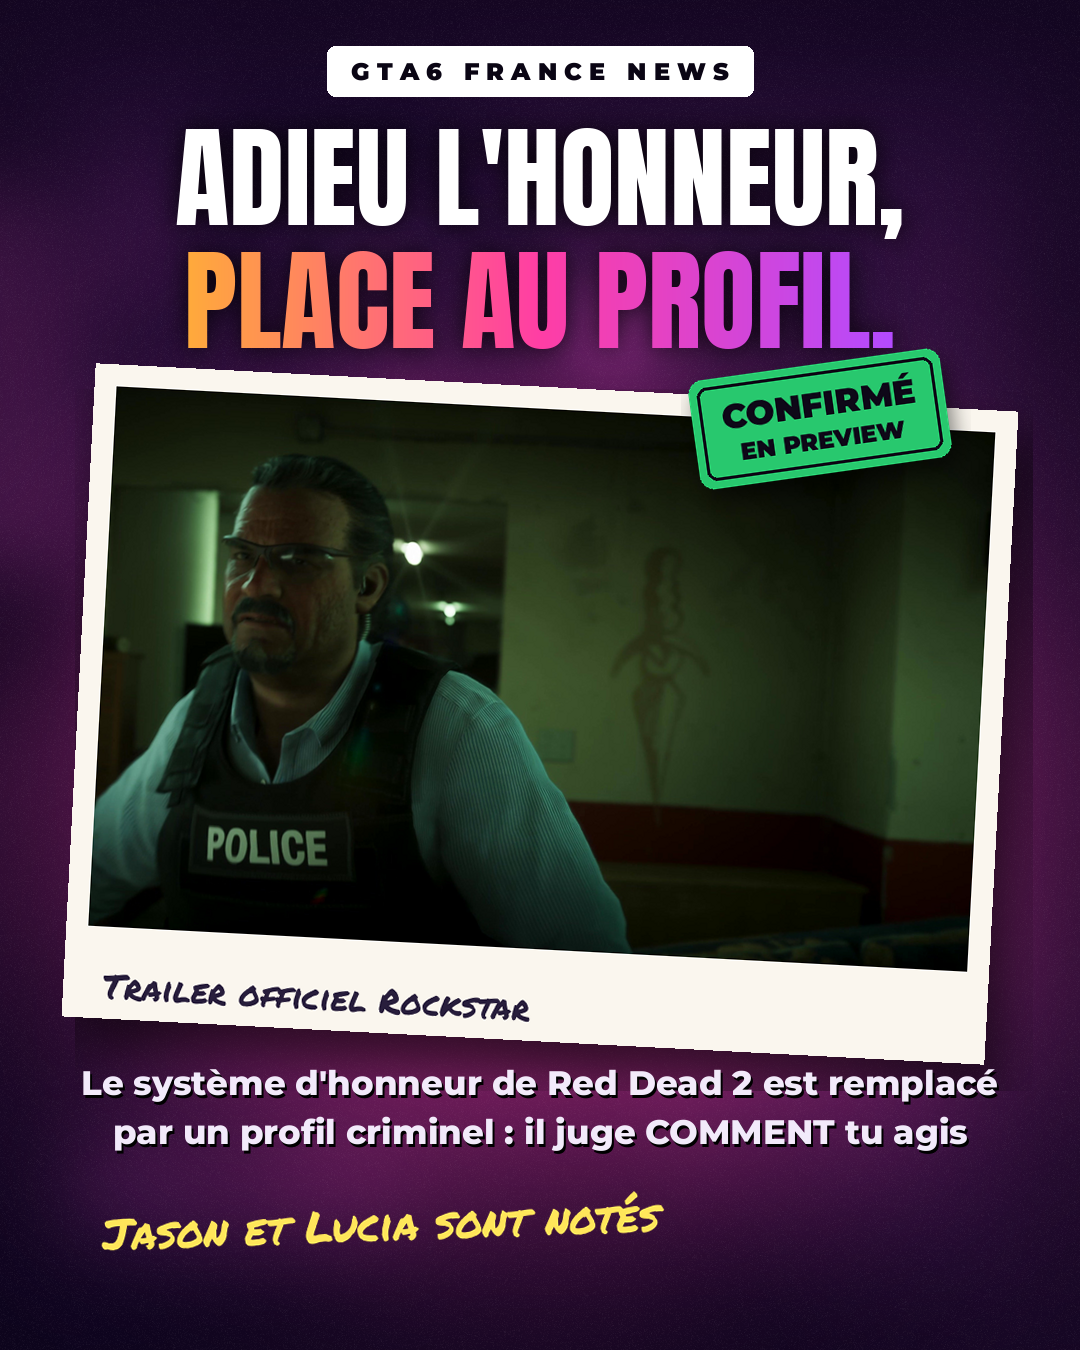 GTA6 FRANCE NEWS
ADIEU L'HONNEUR,
PLACE AU PROFIL.
CONFIRMÉ
EN PREVIEW
POLICE
TRAILER OFFICIEL ROCKSTAR
Le système d'honneur de Red Dead 2 est remplacé
par un profil criminel : il juge COMMENT tu agis
JASON ET LUCIA SONT NOTÉS